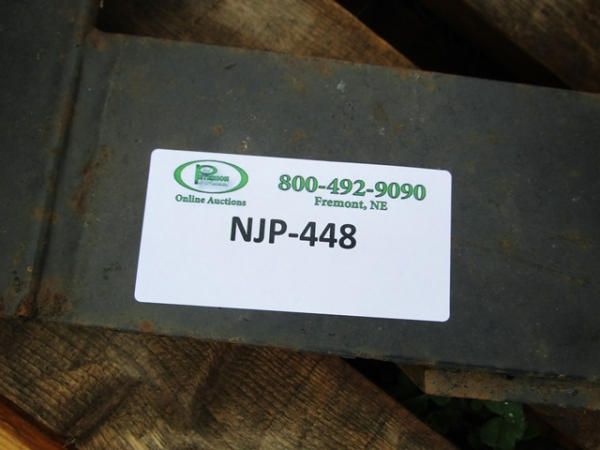 Online Auctions
800-492-9090
Fremont, NE
NJP-448